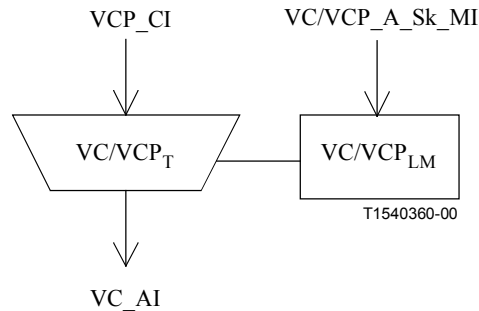 VCP_CI
VC/VCP_A_Sk_MI
VC/VCP_T
VC/VCP_LM
T1540360-00
VC_AI